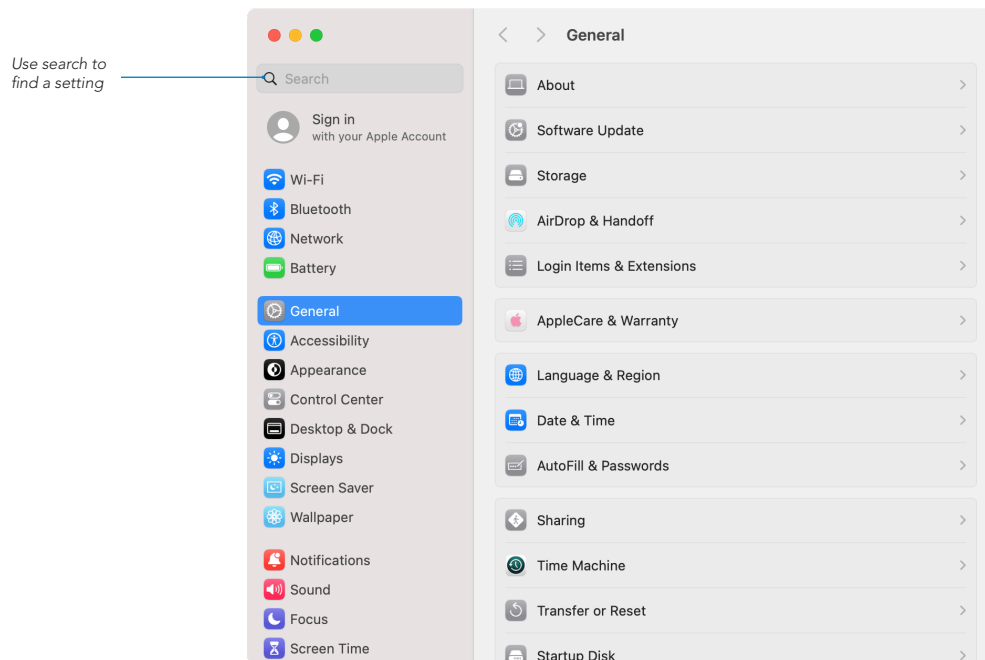 Use search to
find a setting
Search
Sign in
with your Apple Account
Wi-Fi
Bluetooth
Network
Battery
General
Accessibility
Appearance
Control Center
Desktop & Dock
Displays
Screen Saver
Wallpaper
Notifications
Sound
Focus
Screen Time
General
About
Software Update
Storage
AirDrop & Handoff
Login Items & Extensions
AppleCare & Warranty
Language & Region
Date & Time
AutoFill & Passwords
Sharing
Time Machine
Transfer or Reset
Startup Disk